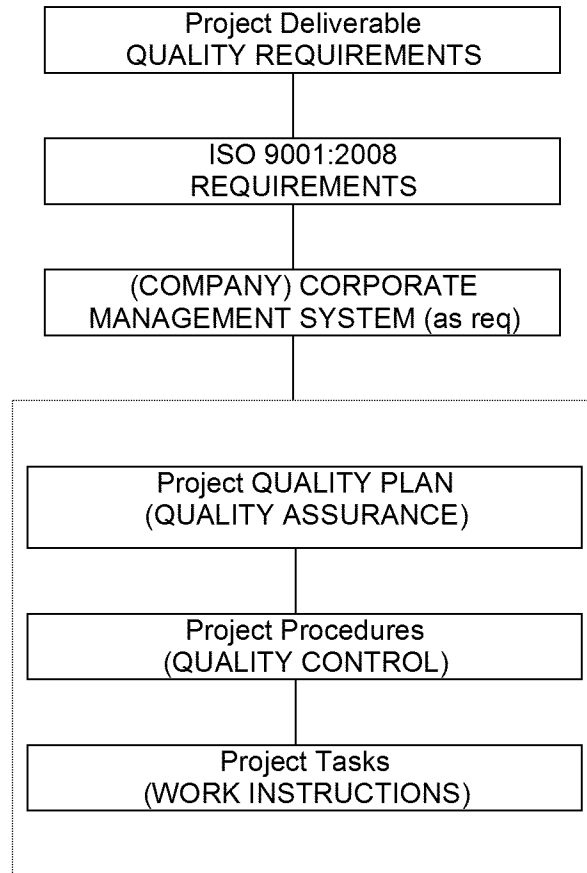 Project Deliverable
QUALITY REQUIREMENTS
ISO 9001:2008
REQUIREMENTS
(COMPANY) CORPORATE
MANAGEMENT SYSTEM (as req)
Project QUALITY PLAN
(QUALITY ASSURANCE)
Project Procedures
(QUALITY CONTROL)
Project Tasks
(WORK INSTRUCTIONS)